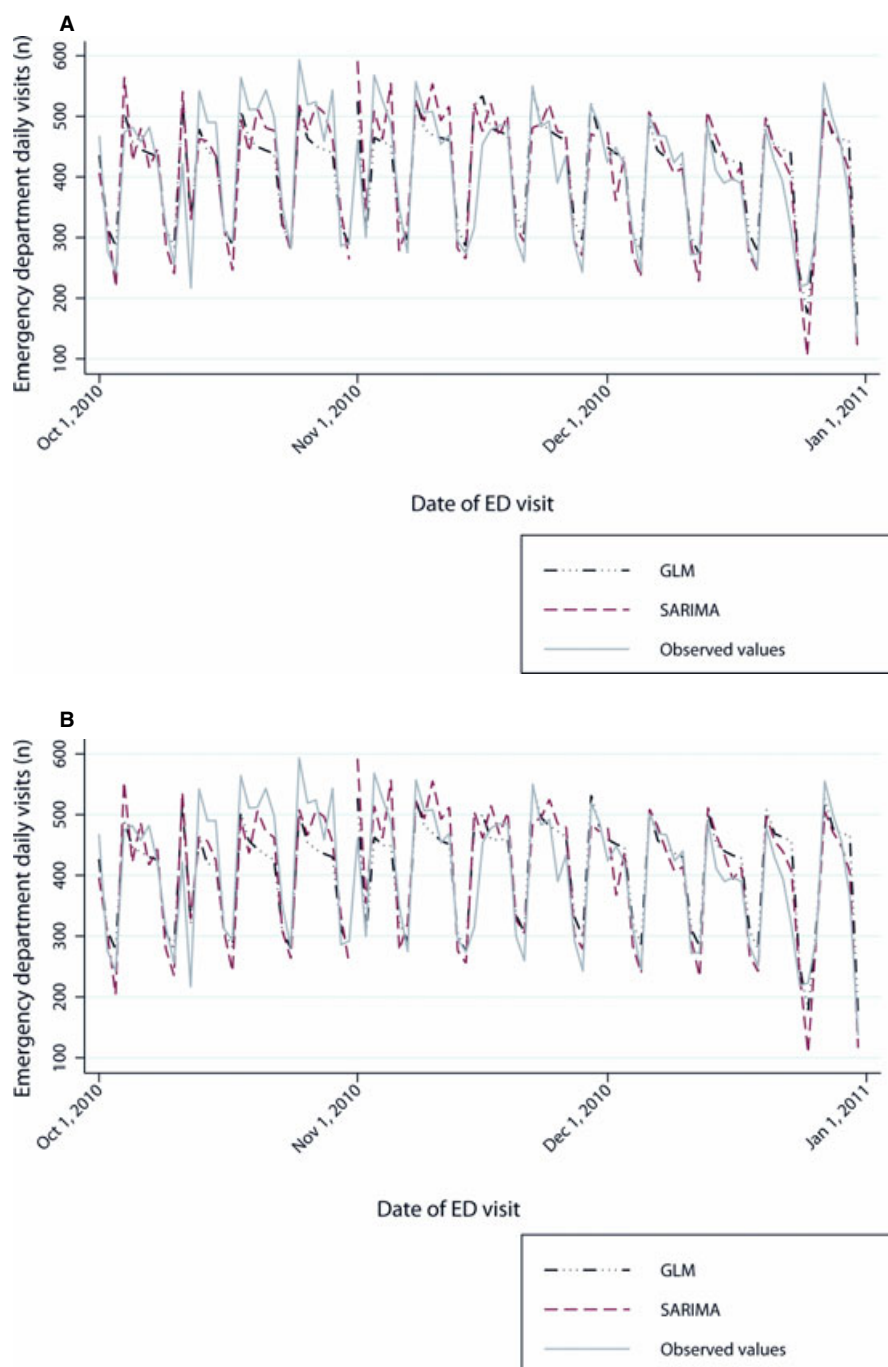 A
Emergency department daily visits (n)
600
500
400
300
200
100
Oct 1, 2010
Nov 1, 2010
Dec 1, 2010
Jan 1, 2011
Date of ED visit
GLM
SARIMA
Observed values
B
Emergency department daily visits (n)
600
500
400
300
200
100
Oct 1, 2010
Nov 1, 2010
Dec 1, 2010
Jan 1, 2011
Date of ED visit
GLM
SARIMA
Observed values